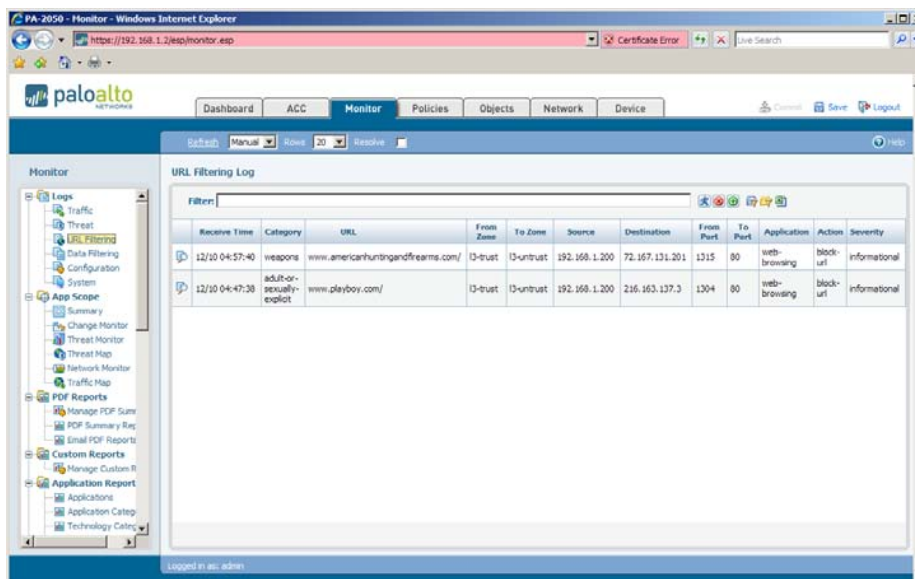 PA-2050 - Monitor - Windows Internet Explorer
https://192.168.1.2/esp/monitor.esp
Certificate Error
Live Search
paloalto
NETWORKS
Dashboard ACC Monitor Policies Objects Network Device
Commit Save Logout
Refresh Manual Rows 20 Resolve
Help
Monitor
Logs
Traffic
Threat
URL Filtering
Data Filtering
Configuration
System
App Scope
Summary
Change Monitor
Threat Monitor
Threat Map
Network Monitor
Traffic Map
PDF Reports
Manage PDF Summ
PDF Summary Rep
Email PDF Reports
Custom Reports
Manage Custom R
Application Report
Applications
Application Categ
Technology Categ
URL Filtering Log
Filter:
Receive Time Category URL From Zone To Zone Source Destination From Port To Port Application Action Severity
12/10 04:57:40 weapons www.americanhuntingandfirearms.com/ l3-trust l3-untrust 192.168.1.200 72.167.131.201 1315 80 web-browsing block-url informational
12/10 04:47:38 adult-or-sexually-explicit www.playboy.com/ l3-trust l3-untrust 192.168.1.200 216.163.137.3 1304 80 web-browsing block-url informational
Logged in as: admin